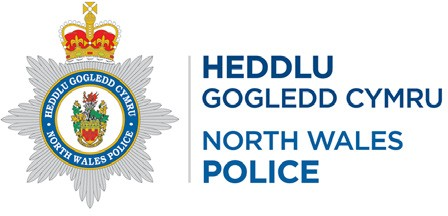 HEDDLU GOGLEDD CYMRU
NORTH WALES POLICE
HEDDLU
GOGLEDD CYMRU
NORTH WALES
POLICE